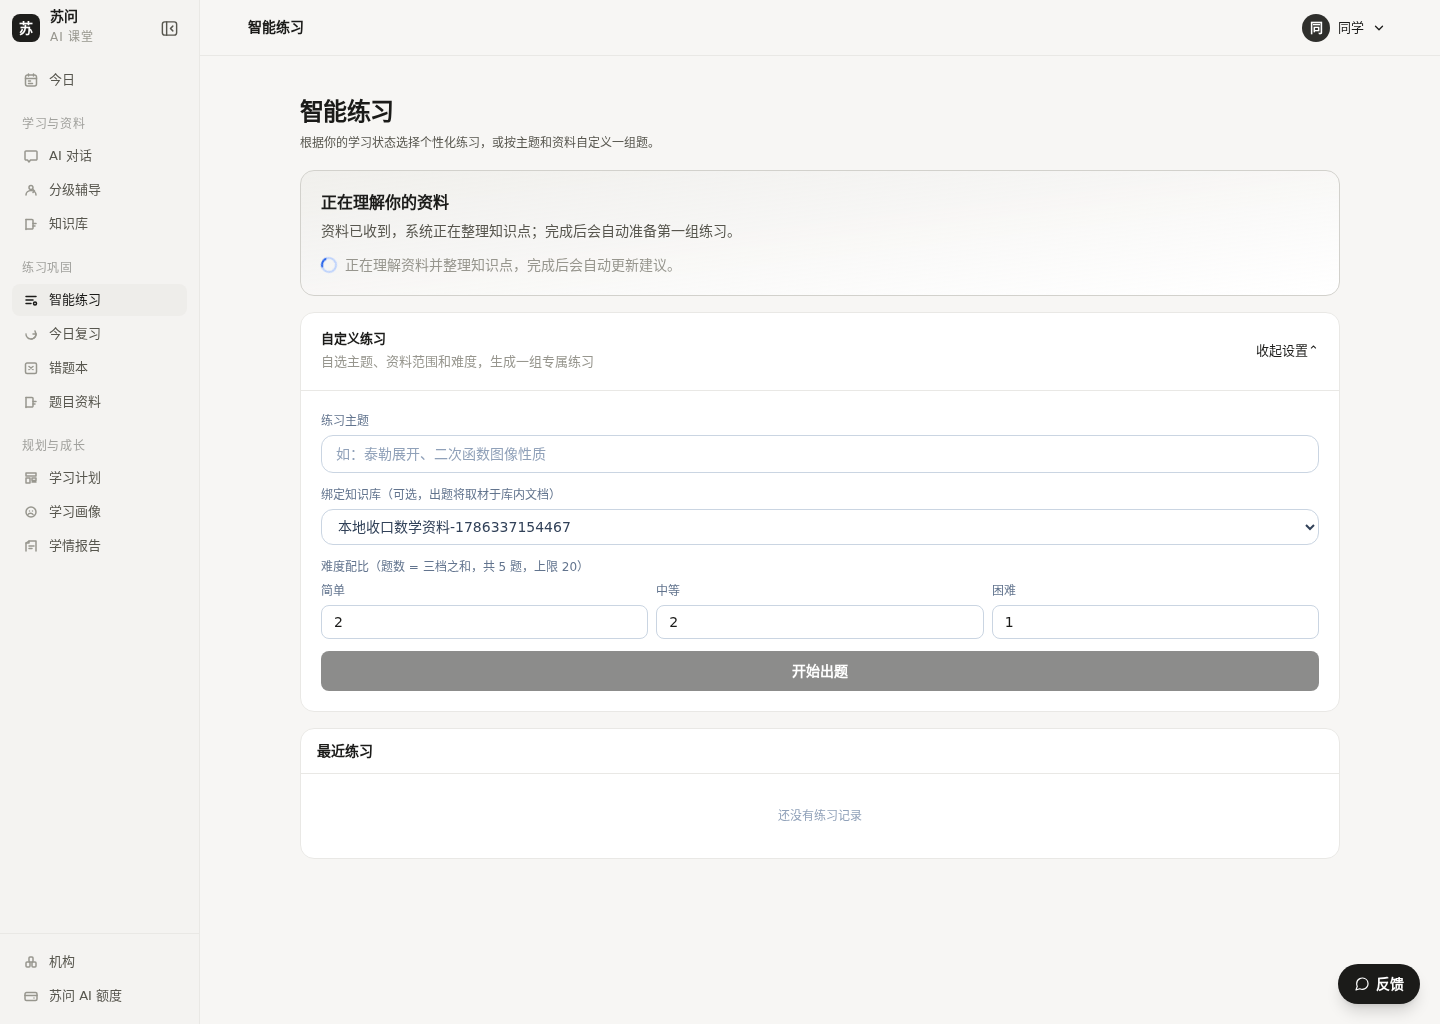 苏
苏问
AI 课堂
今日
学习与资料
AI 对话
分级辅导
知识库
练习巩固
智能练习
今日复习
错题本
题目资料
规划与成长
学习计划
学习画像
学情报告
机构
苏问 AI 额度
智能练习
同
同学
智能练习
根据你的学习状态选择个性化练习，或按主题和资料自定义一组题。
正在理解你的资料
资料已收到，系统正在整理知识点；完成后会自动准备第一组练习。
正在理解资料并整理知识点，完成后会自动更新建议。
自定义练习
自选主题、资料范围和难度，生成一组专属练习
收起设置⌃
练习主题
如：泰勒展开、二次函数图像性质
绑定知识库（可选，出题将取材于库内文档）
本地收口数学资料-1786337154467
难度配比（题数 = 三档之和，共 5 题，上限 20）
简单
中等
困难
2
2
1
开始出题
最近练习
还没有练习记录
反馈